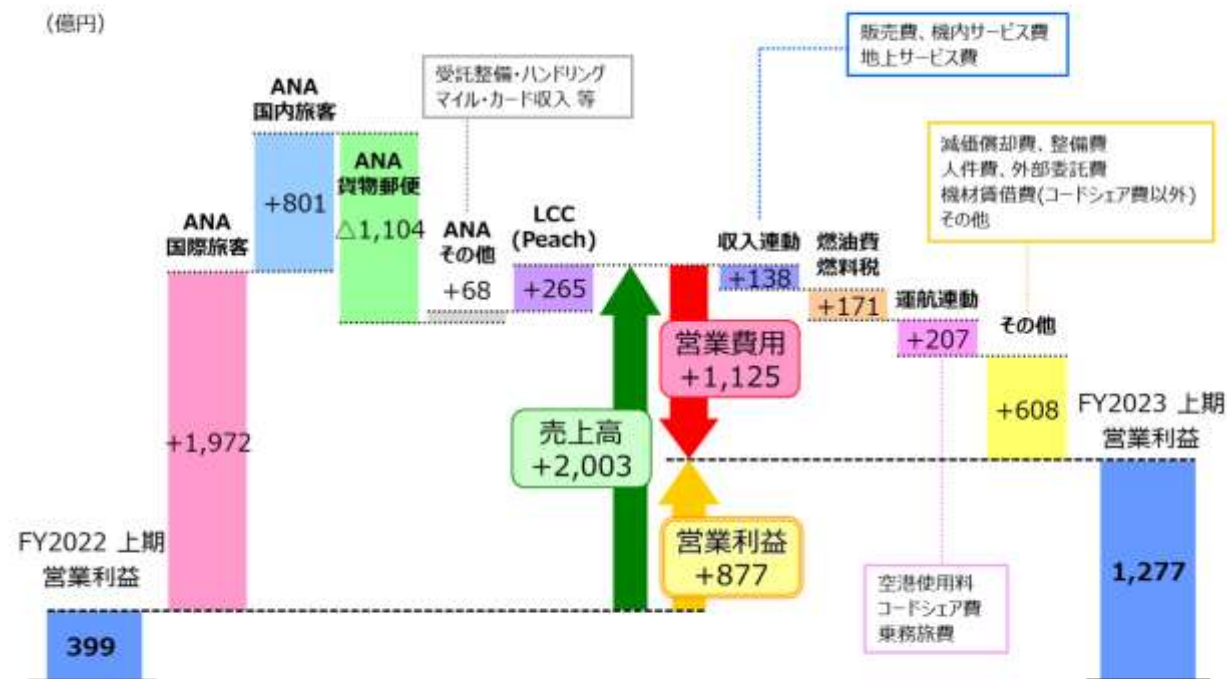 （億円）
ANA
国内旅客
+801
ANA
貨物郵便
△1,104
受託整備・ハンドリング
マイル・カード収入 等
ANA
国際旅客
+1,972
ANA
その他
+68
LCC
(Peach)
+265
売上高
+2,003
営業費用
+1,125
営業利益
+877
販売費、機内サービス費
地上サービス費
収入連動
+138
燃油費
燃料税
+171
運航連動
+207
空港使用料
コードシェア費
乗務旅費
減価償却費、整備費
人件費、外部委託費
機材賃借費(コードシェア費以外)
その他
その他
+608
FY2022 上期
営業利益
399
FY2023 上期
営業利益
1,277